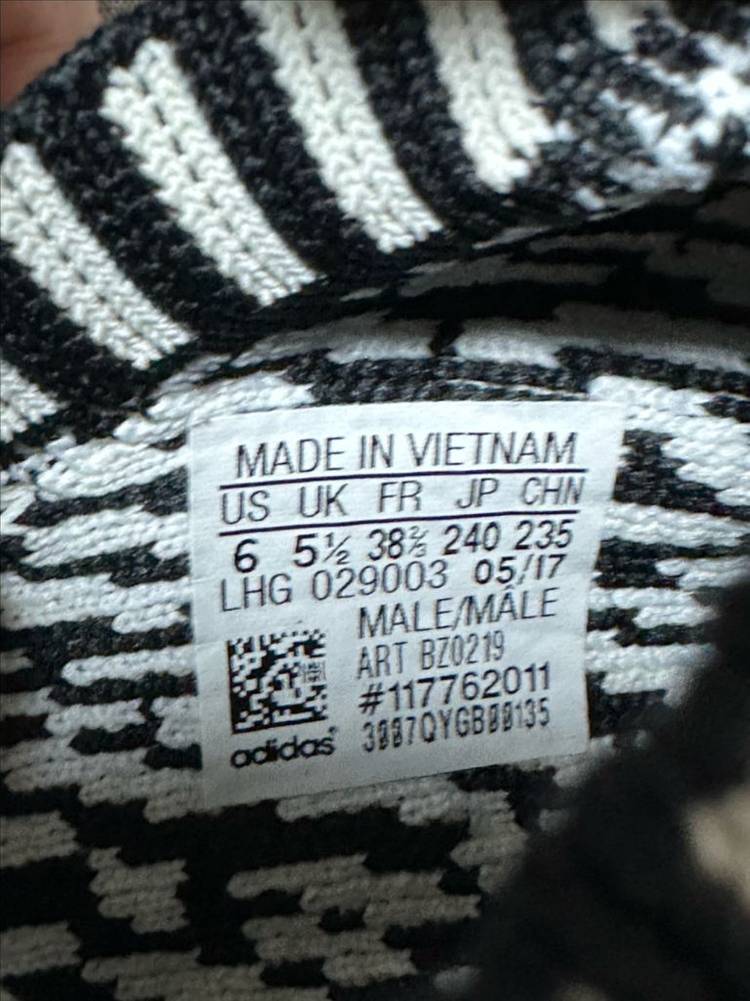 MADE IN VIETNAM
US UK FR JP CHN
6 5½ 38⅔ 240 235
LHG 029003 05/17
MALE/MÂLE
ART BZ0219
#117762011
3007QYGB00135
adidas